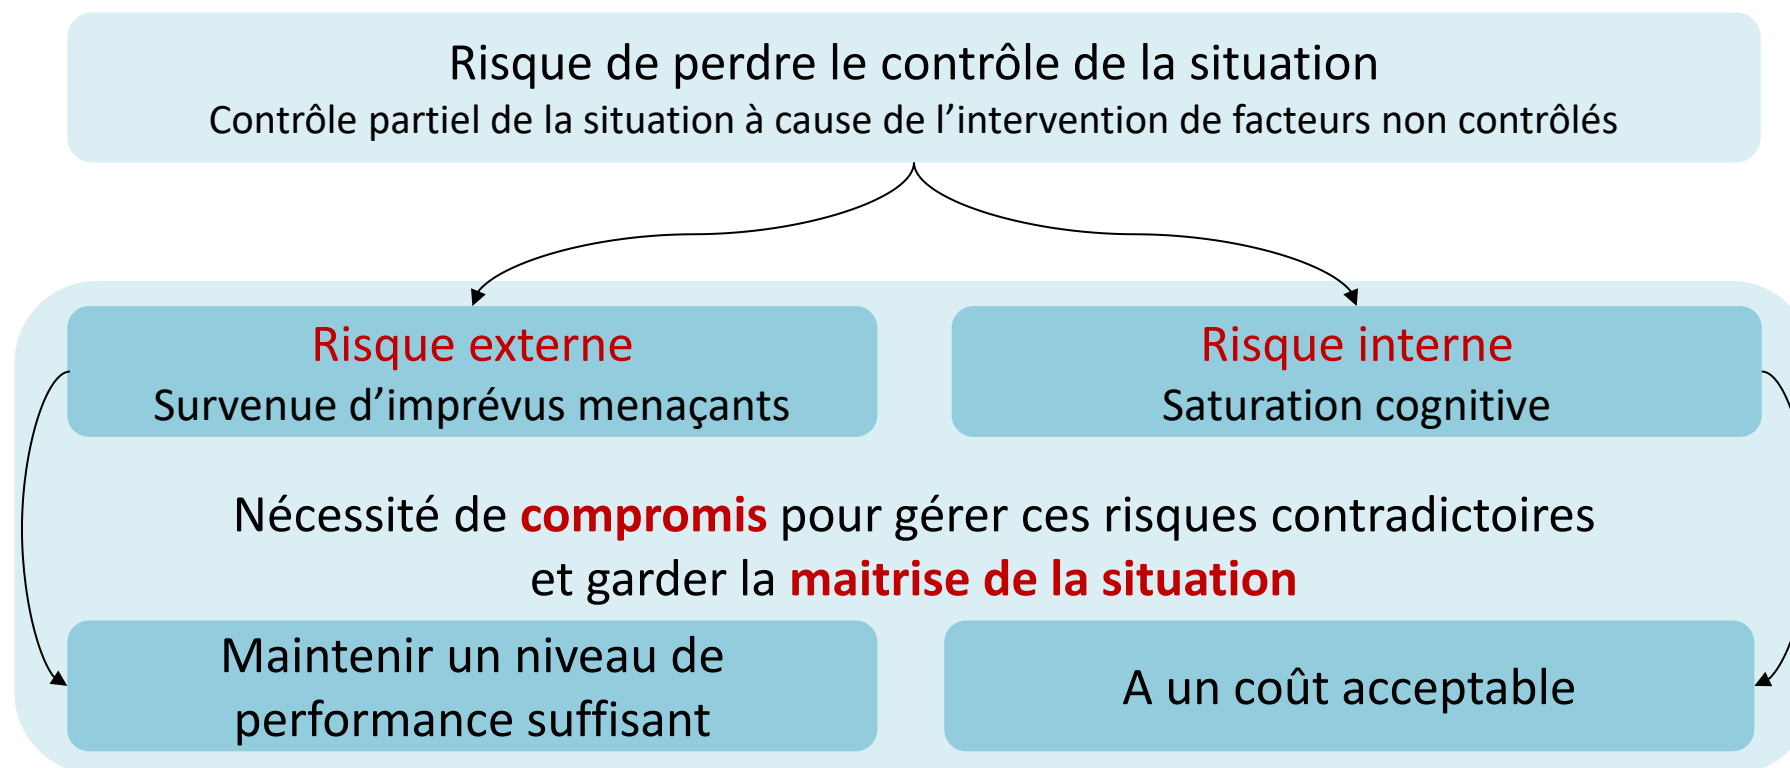 Risque de perdre le contrôle de la situation
Contrôle partiel de la situation à cause de l’intervention de facteurs non contrôlés
Risque externe
Survenue d’imprévus menaçants
Risque interne
Saturation cognitive
Nécessité de compromis pour gérer ces risques contradictoires
et garder la maitrise de la situation
Maintenir un niveau de
performance suffisant
A un coût acceptable